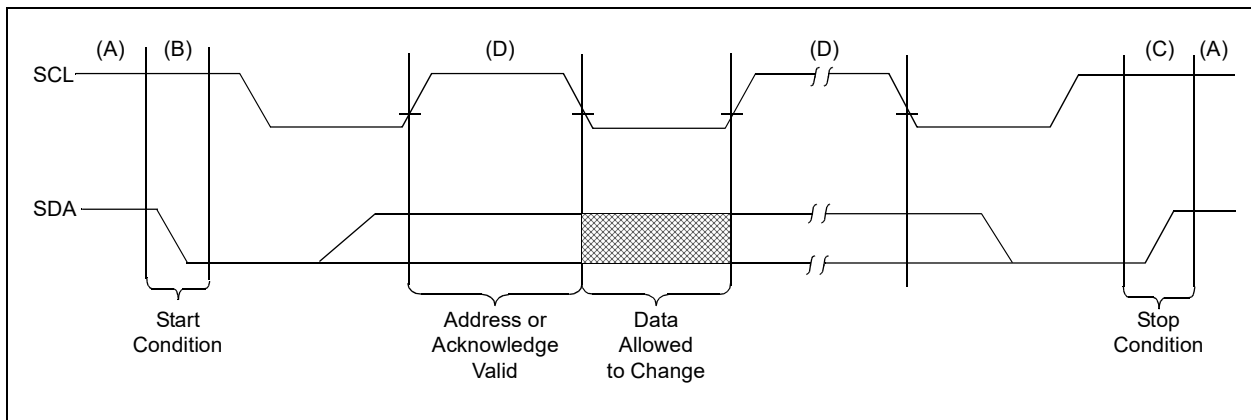 (A) (B) (D) (D) (C) (A)
SCL
SDA
Start
Condition
Address or
Acknowledge
Valid
Data
Allowed
to Change
Stop
Condition